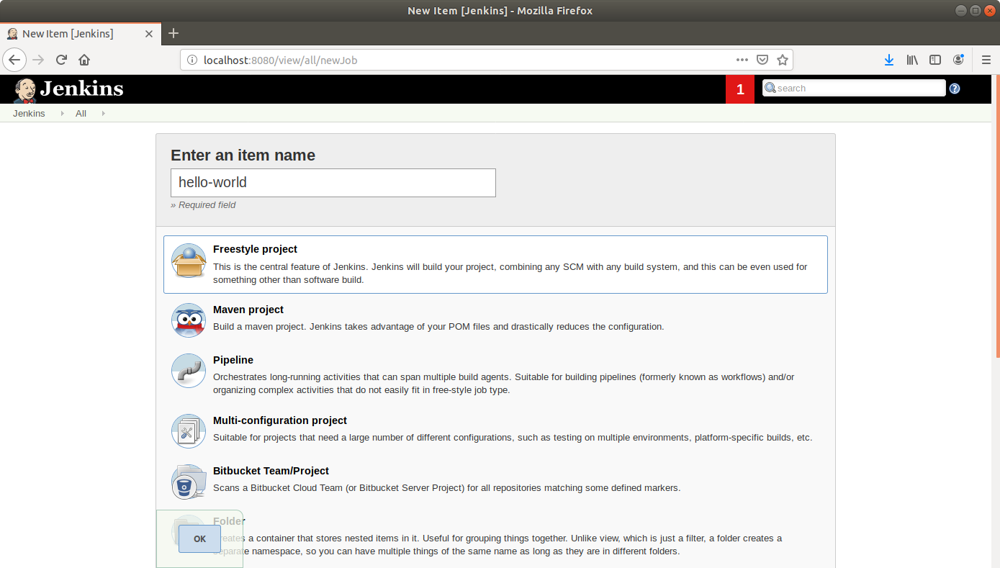 New Item [Jenkins] - Mozilla Firefox
New Item [Jenkins]
localhost:8080/view/all/newJob
Jenkins
1
search
Jenkins
All
Enter an item name
hello-world
» Required field
Freestyle project
This is the central feature of Jenkins. Jenkins will build your project, combining any SCM with any build system, and this can be even used for
something other than software build.
Maven project
Build a maven project. Jenkins takes advantage of your POM files and drastically reduces the configuration.
Pipeline
Orchestrates long-running activities that can span multiple build agents. Suitable for building pipelines (formerly known as workflows) and/or
organizing complex activities that do not easily fit in free-style job type.
Multi-configuration project
Suitable for projects that need a large number of different configurations, such as testing on multiple environments, platform-specific builds, etc.
Bitbucket Team/Project
Scans a Bitbucket Cloud Team (or Bitbucket Server Project) for all repositories matching some defined markers.
Folder
OK
Creates a container that stores nested items in it. Useful for grouping things together. Unlike view, which is just a filter, a folder creates a
separate namespace, so you can have multiple things of the same name as long as they are in different folders.